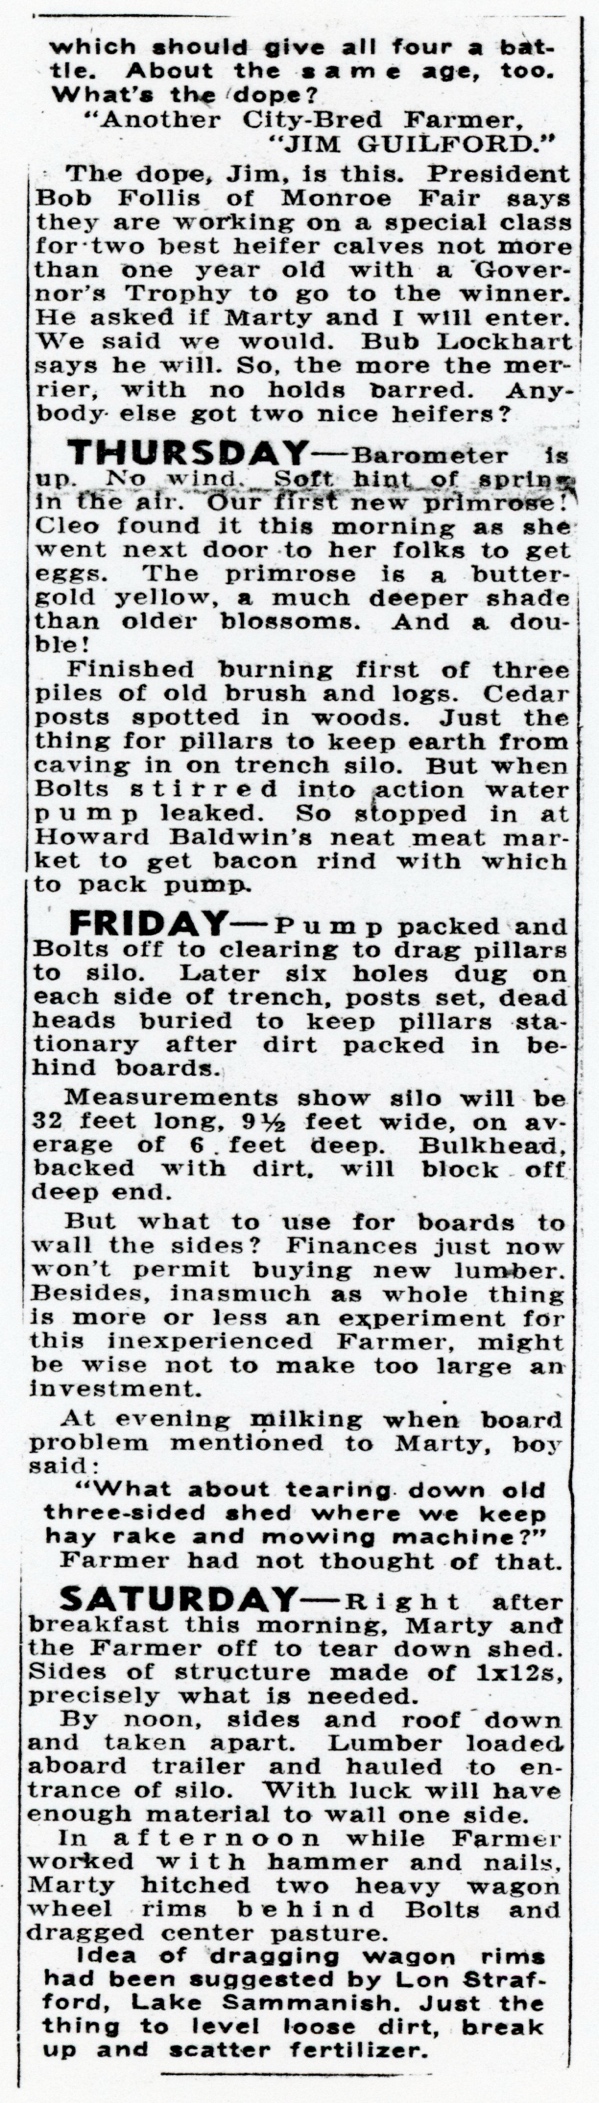 which should give all four a bat-
tle. About the same age, too.
What's the dope?
"Another City-Bred Farmer,
"JIM GUILFORD."
The dope, Jim, is this. President
Bob Follis of Monroe Fair says
they are working on a special class
for two best heifer calves not more
than one year old with a Gover-
nor's Trophy to go to the winner.
He asked if Marty and I will enter.
We said we would. Bub Lockhart
says he will. So, the more the mer-
rier, with no holds barred. Any-
body else got two nice heifers?
THURSDAY—Barometer is
up. No wind. Soft hint of spring
in the air. Our first new primrose!
Cleo found it this morning as she
went next door to her folks to get
eggs. The primrose is a butter-
gold yellow, a much deeper shade
than older blossoms. And a dou-
ble!
Finished burning first of three
piles of old brush and logs. Cedar
posts spotted in woods. Just the
thing for pillars to keep earth from
caving in on trench silo. But when
Bolts stirred into action water
pump leaked. So stopped in at
Howard Baldwin's neat meat mar-
ket to get bacon rind with which
to pack pump.
FRIDAY—Pump packed and
Bolts off to clearing to drag pillars
to silo. Later six holes dug on
each side of trench, posts set, dead
heads buried to keep pillars sta-
tionary after dirt packed in be-
hind boards.
Measurements show silo will be
32 feet long, 9½ feet wide, on av-
erage of 6 feet deep. Bulkhead,
backed with dirt, will block off
deep end.
But what to use for boards to
wall the sides? Finances just now
won't permit buying new lumber.
Besides, inasmuch as whole thing
is more or less an experiment for
this inexperienced Farmer, might
be wise not to make too large an
investment.
At evening milking when board
problem mentioned to Marty, boy
said:
"What about tearing down old
three-sided shed where we keep
hay rake and mowing machine?"
Farmer had not thought of that.
SATURDAY—Right after
breakfast this morning, Marty and
the Farmer off to tear down shed.
Sides of structure made of 1x12s,
precisely what is needed.
By noon, sides and roof down
and taken apart. Lumber loaded
aboard trailer and hauled to en-
trance of silo. With luck will have
enough material to wall one side.
In afternoon while Farmer
worked with hammer and nails,
Marty hitched two heavy wagon
wheel rims behind Bolts and
dragged center pasture.
Idea of dragging wagon rims
had been suggested by Lon Straf-
ford, Lake Sammanish. Just the
thing to level loose dirt, break
up and scatter fertilizer.